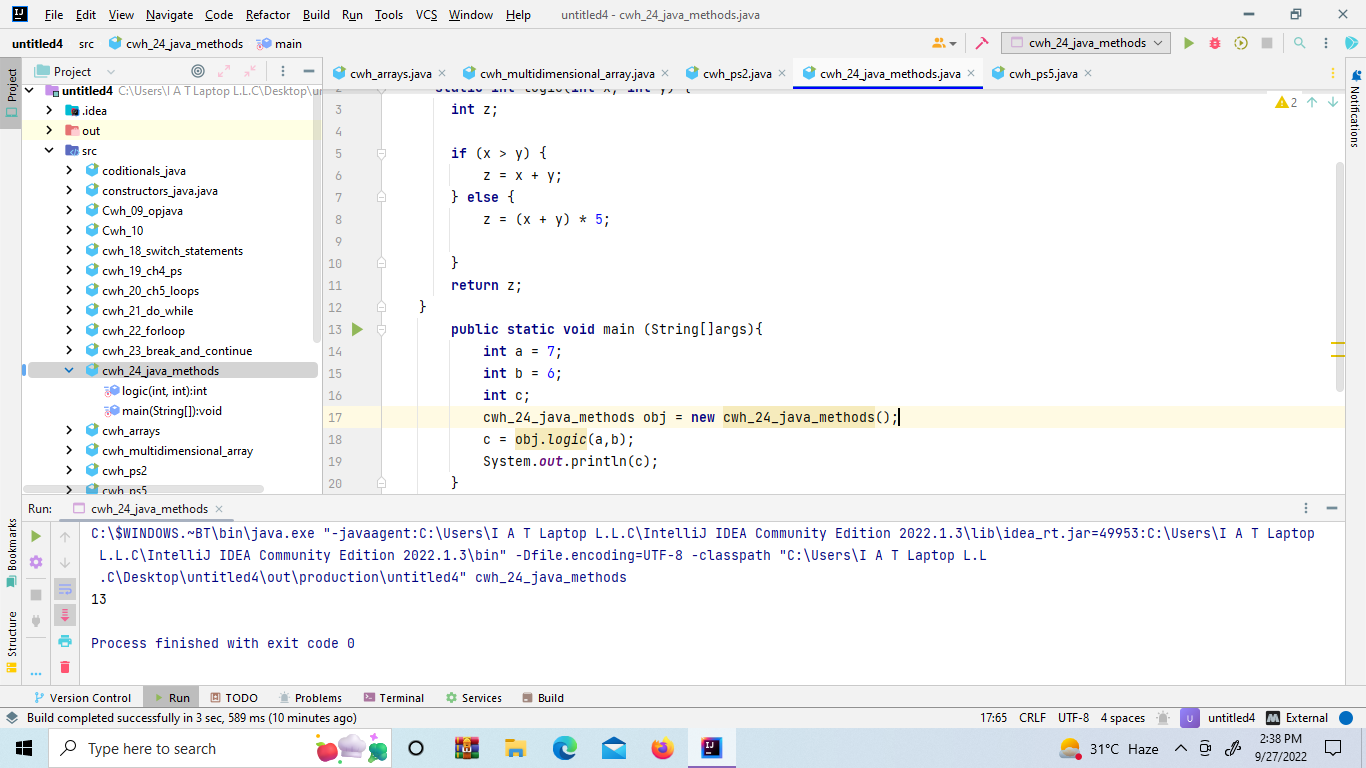 File Edit View Navigate Code Refactor Build Run Tools VCS Window Help untitled4 - cwh_24_java_methods.java
untitled4 src cwh_24_java_methods main cwh_24_java_methods
Project
cwh_arrays.java cwh_multidimensional_array.java cwh_ps2.java cwh_24_java_methods.java cwh_ps5.java
Project
untitled4 C:\Users\I A T Laptop L.L.C\Desktop\un
.idea
out
src
coditionals_java
constructors_java.java
Cwh_09_opjava
Cwh_10
cwh_18_switch_statements
cwh_19_ch4_ps
cwh_20_ch5_loops
cwh_21_do_while
cwh_22_forloop
cwh_23_break_and_continue
cwh_24_java_methods
logic(int, int):int
main(String[]):void
cwh_arrays
cwh_multidimensional_array
cwh_ps2
cwh_ps5
2 static int logic(int x, int y) {
3 int z;
4
5 if (x > y) {
6 z = x + y;
7 } else {
8 z = (x + y) * 5;
9
10 }
11 return z;
12 }
13 public static void main (String[]args){
14 int a = 7;
15 int b = 6;
16 int c;
17 cwh_24_java_methods obj = new cwh_24_java_methods();
18 c = obj.logic(a,b);
19 System.out.println(c);
20 }
2
Notifications
Bookmarks
Structure
Run: cwh_24_java_methods
C:\$WINDOWS.~BT\bin\java.exe "-javaagent:C:\Users\I A T Laptop L.L.C\IntelliJ IDEA Community Edition 2022.1.3\lib\idea_rt.jar=49953:C:\Users\I A T Laptop
L.L.C\IntelliJ IDEA Community Edition 2022.1.3\bin" -Dfile.encoding=UTF-8 -classpath "C:\Users\I A T Laptop L.L
.C\Desktop\untitled4\out\production\untitled4" cwh_24_java_methods
13
Process finished with exit code 0
Version Control Run TODO Problems Terminal Services Build
Build completed successfully in 3 sec, 589 ms (10 minutes ago) 17:65 CRLF UTF-8 4 spaces U untitled4 External
Type here to search
31°C Haze
2:38 PM
9/27/2022